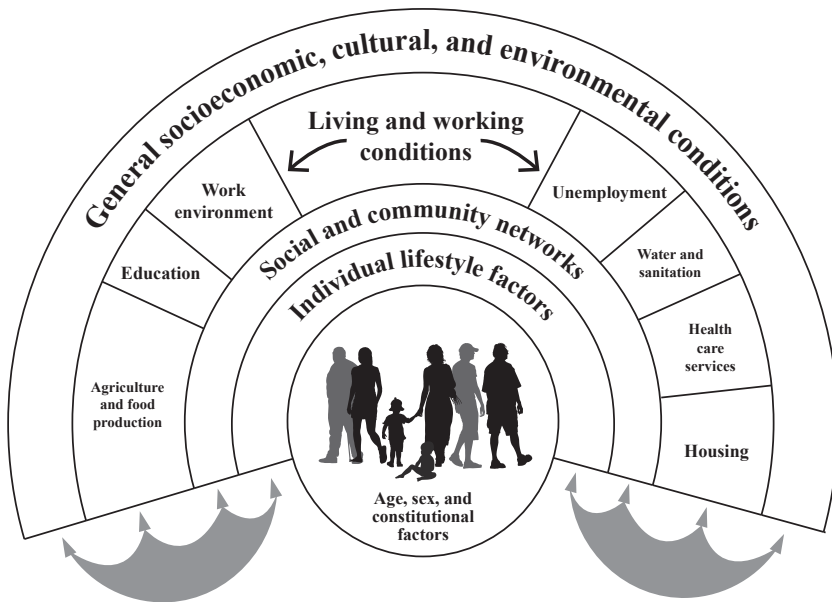 General socioeconomic, cultural, and environmental conditions
Living and working
conditions
Work
environment
Unemployment
Education
Water and
sanitation
Agriculture
and food
production
Health
care
services
Housing
Social and community networks
Individual lifestyle factors
Age, sex, and
constitutional
factors